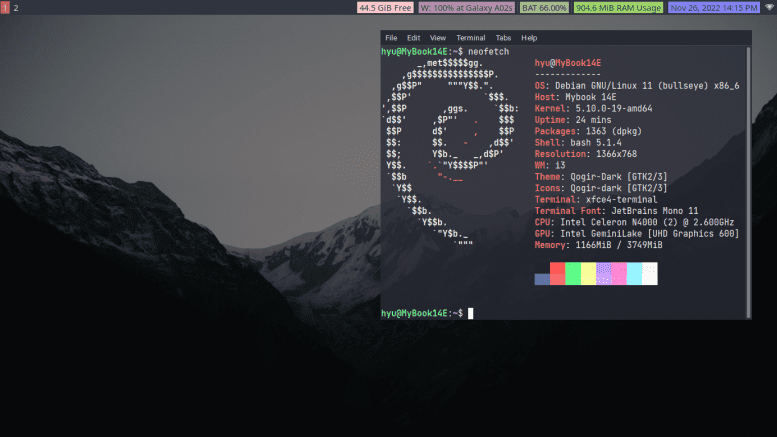 1 2 44.5 GiB Free W: 100% at Galaxy A02s BAT 66.00% 904.6 MiB RAM Usage Nov 26, 2022 14:15 PM
File Edit View Terminal Tabs Help
hyu@MyBook14E:~$ neofetch
_,met$$$$$gg. hyu@MyBook14E
,g$$$$$$$$$$$$$$$P. -------------
,g$$P" """Y$$.". OS: Debian GNU/Linux 11 (bullseye) x86_6
,$$P' `$$$. Host: Mybook 14E
',$$P ,ggs. `$$b: Kernel: 5.10.0-19-amd64
`d$$' ,$P"' . $$$ Uptime: 24 mins
$$P d$' , $$P Packages: 1363 (dpkg)
$$: $$. - ,d$$' Shell: bash 5.1.4
$$; Y$b._ _,d$P' Resolution: 1366x768
Y$$. `.`"Y$$$$P"' WM: i3
`$$b "-.__ Theme: Qogir-Dark [GTK2/3]
`Y$$ Icons: Qogir-dark [GTK2/3]
`Y$$. Terminal: xfce4-terminal
`$$b. Terminal Font: JetBrains Mono 11
`Y$$b. CPU: Intel Celeron N4000 (2) @ 2.600GHz
`"Y$b._ GPU: Intel GeminiLake [UHD Graphics 600]
`""" Memory: 1166MiB / 3749MiB
hyu@MyBook14E:~$